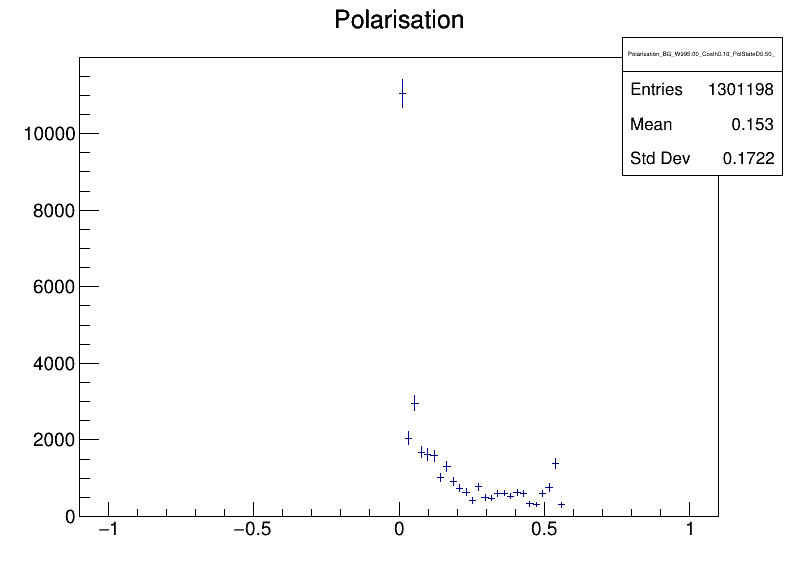 Polarisation
Polarisation_BG_W995.00_Costh0.10_PolStateD0.50_
Entries 1301198
Mean 0.153
Std Dev 0.1722
10000
8000
6000
4000
2000
0
−1 −0.5 0 0.5 1